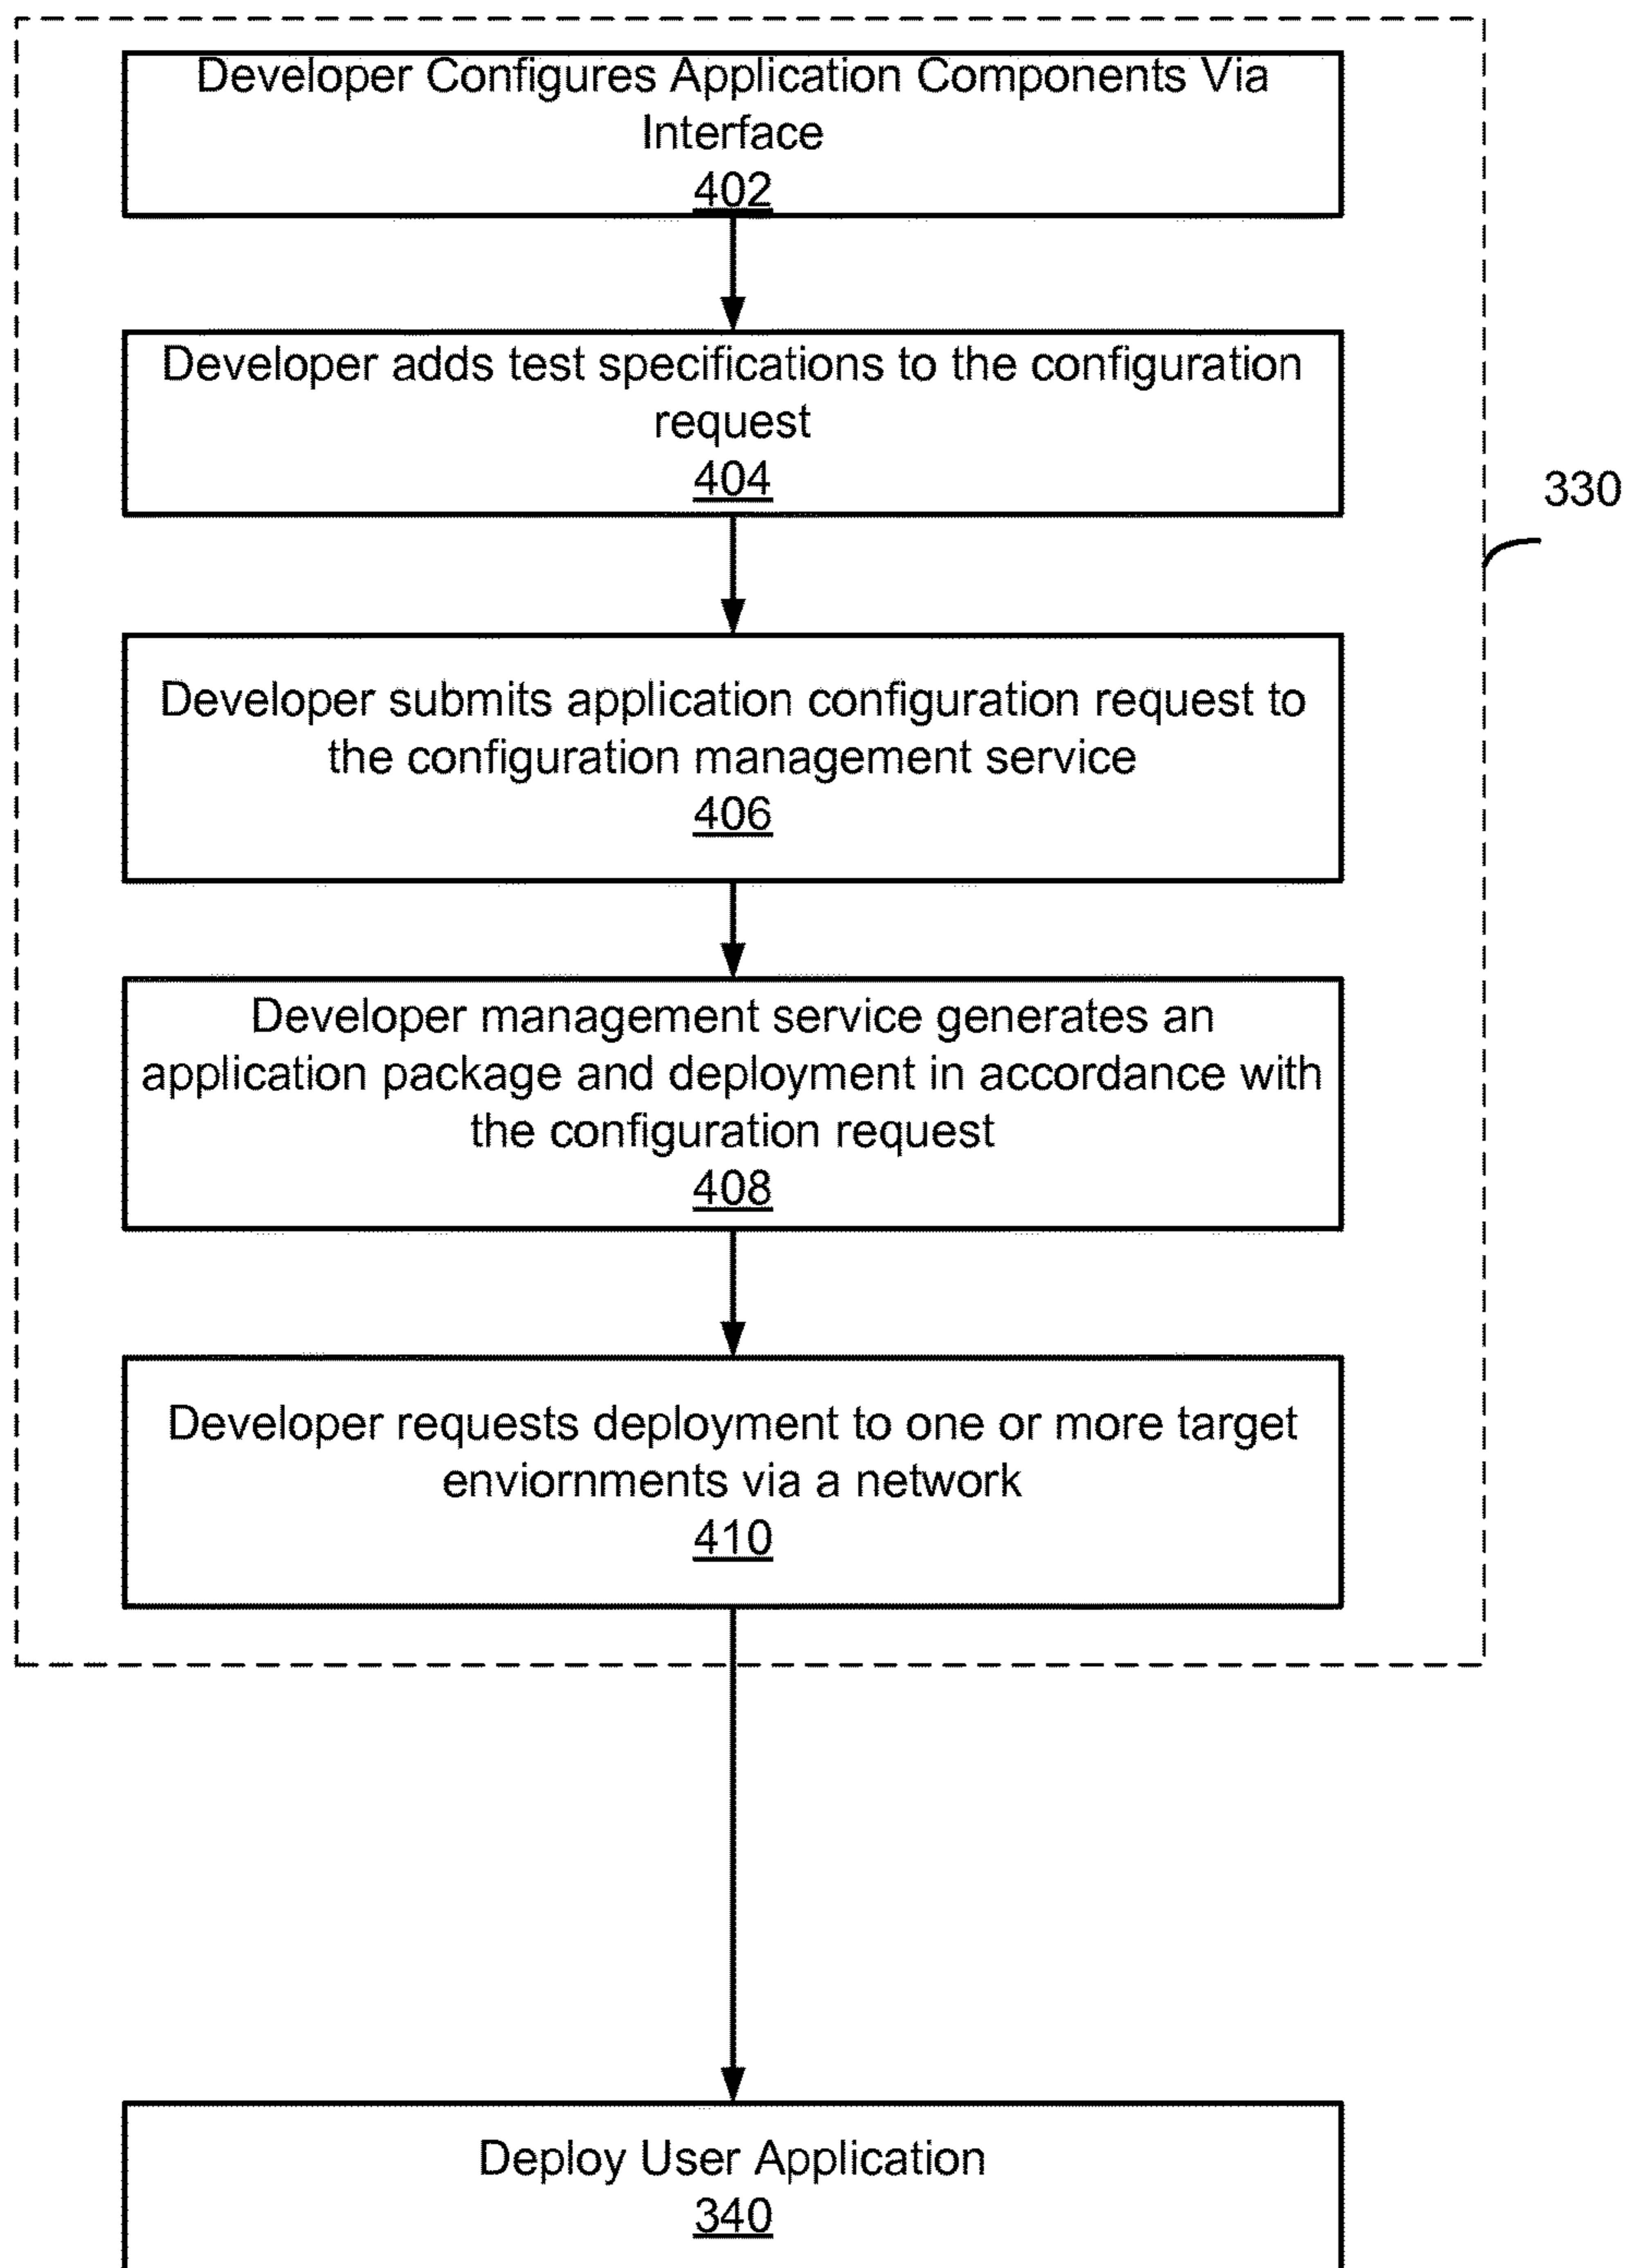 Developer Configures Application Components Via
Interface
402
Developer adds test specifications to the configuration
request
404
330
Developer submits application configuration request to
the configuration management service
406
Developer management service generates an
application package and deployment in accordance with
the configuration request
408
Developer requests deployment to one or more target
enviornments via a network
410
Deploy User Application
340